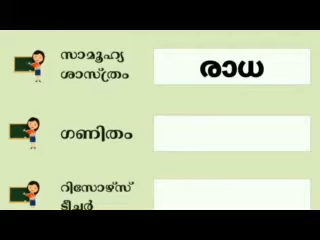 സാമൂഹ്യ
ശാസ്ത്രം
രാധ
ഗണിതം
റിസോഴ്സ്
ടീച്ചർ